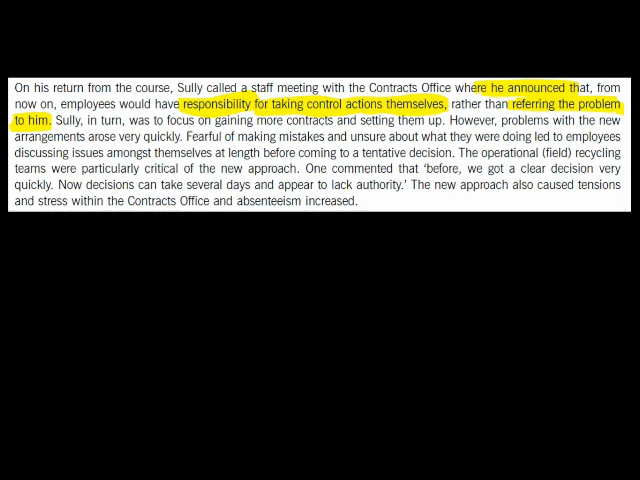 On his return from the course, Sully called a staff meeting with the Contracts Office where he announced that, from
now on, employees would have responsibility for taking control actions themselves, rather than referring the problem
to him. Sully, in turn, was to focus on gaining more contracts and setting them up. However, problems with the new
arrangements arose very quickly. Fearful of making mistakes and unsure about what they were doing led to employees
discussing issues amongst themselves at length before coming to a tentative decision. The operational (field) recycling
teams were particularly critical of the new approach. One commented that ‘before, we got a clear decision very
quickly. Now decisions can take several days and appear to lack authority.’ The new approach also caused tensions
and stress within the Contracts Office and absenteeism increased.